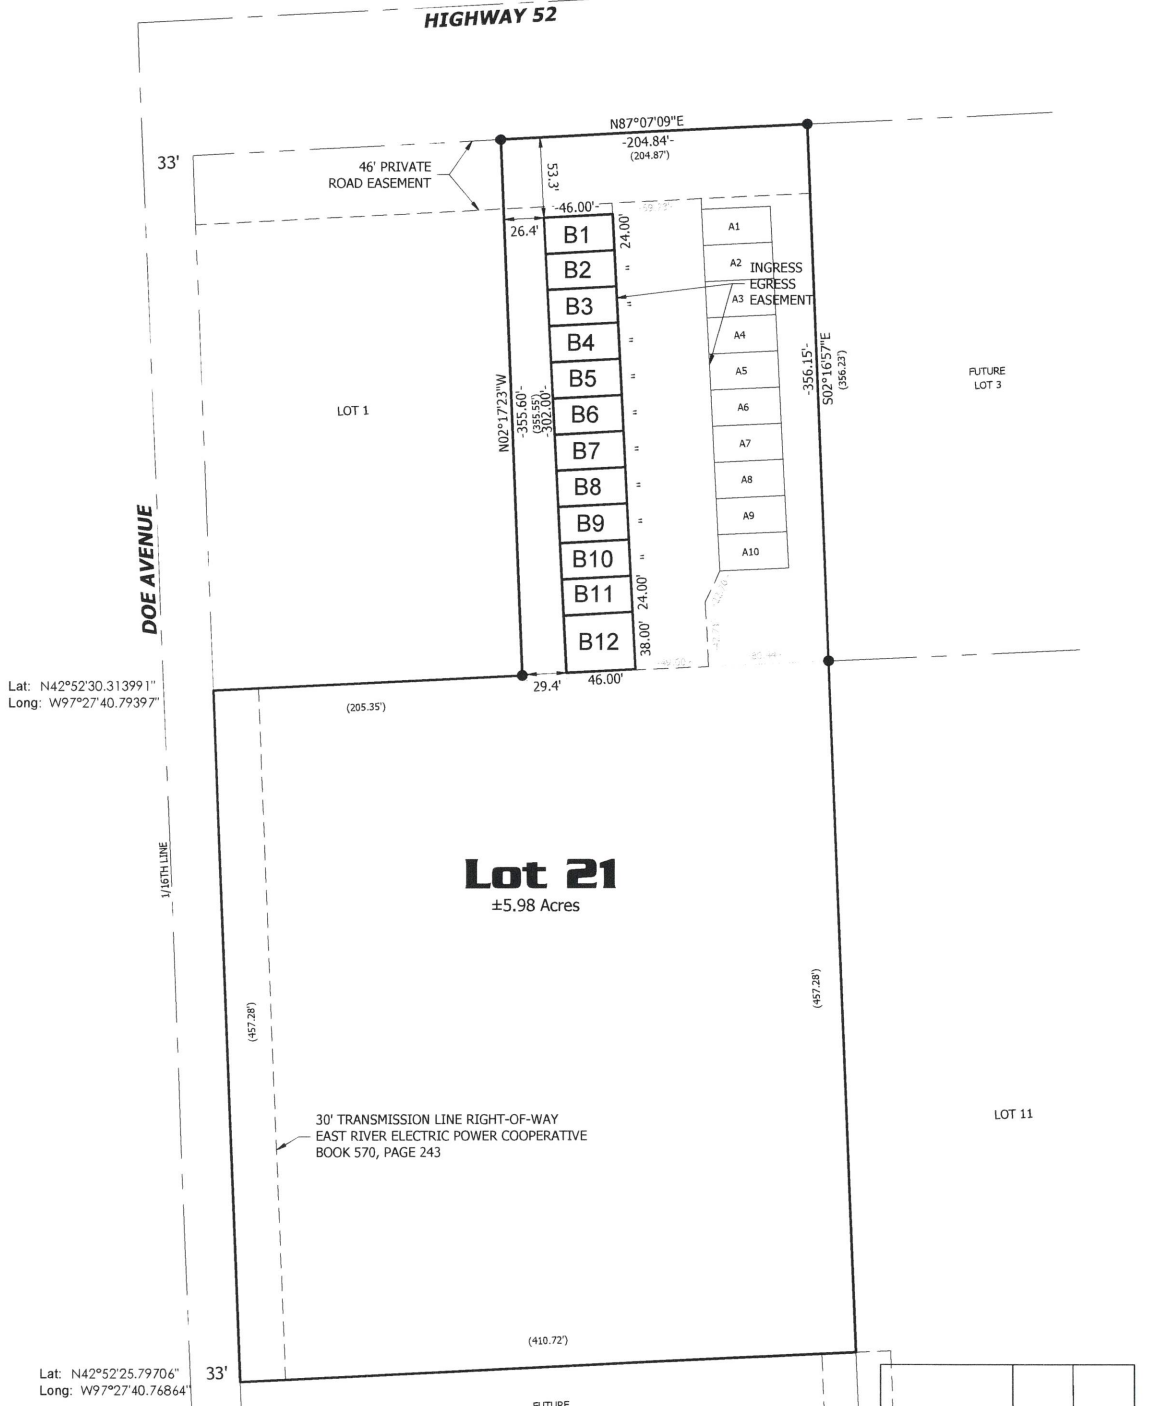 HIGHWAY 52
N87°07'09"E
-204.84'-
(204.87')
33'
46' PRIVATE
ROAD EASEMENT
53.3'
-46.00'-
26.4'
24.00'
B1
B2
B3
B4
B5
B6
B7
B8
B9
B10
B11
B12
"
"
"
"
"
"
"
"
"
24.00'
38.00'
A1
A2
A3
A4
A5
A6
A7
A8
A9
A10
INGRESS
EGRESS
EASEMENT
N02°17'23"W
-355.60'-
(355.55')
-302.00'-
-356.15'-
S02°16'57"E
(356.23')
FUTURE
LOT 3
LOT 1
DOE AVENUE
Lat: N42°52'30.313991"
Long: W97°27'40.79397"
29.4'
46.00'
(205.35')
1/16TH LINE
Lot 21
±5.98 Acres
(457.28')
(457.28')
30' TRANSMISSION LINE RIGHT-OF-WAY
EAST RIVER ELECTRIC POWER COOPERATIVE
BOOK 570, PAGE 243
LOT 11
(410.72')
33'
Lat: N42°52'25.79706"
Long: W97°27'40.76864"
FUTURE